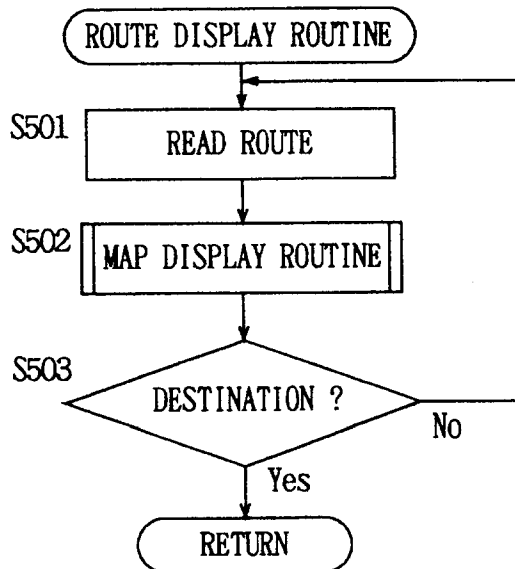 ROUTE DISPLAY ROUTINE
S501
READ ROUTE
S502
MAP DISPLAY ROUTINE
S503
DESTINATION ?
No
Yes
RETURN